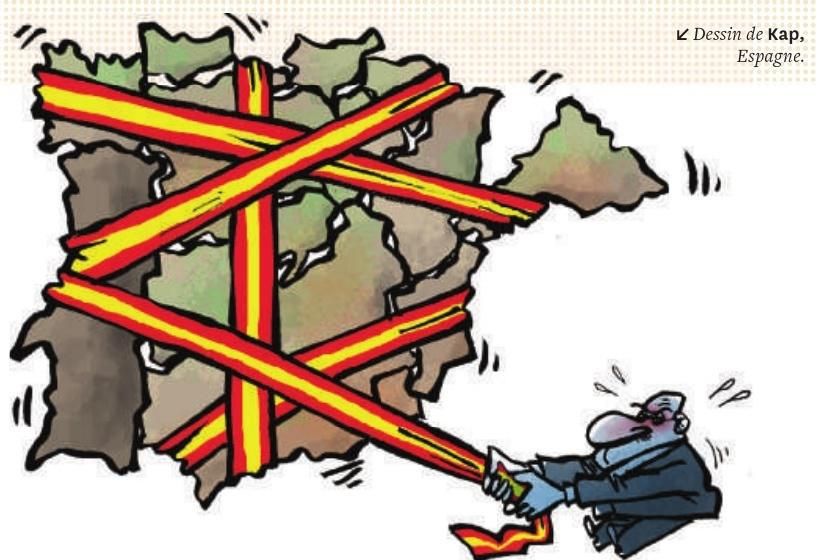 ↙ Dessin de Kap,
Espagne.